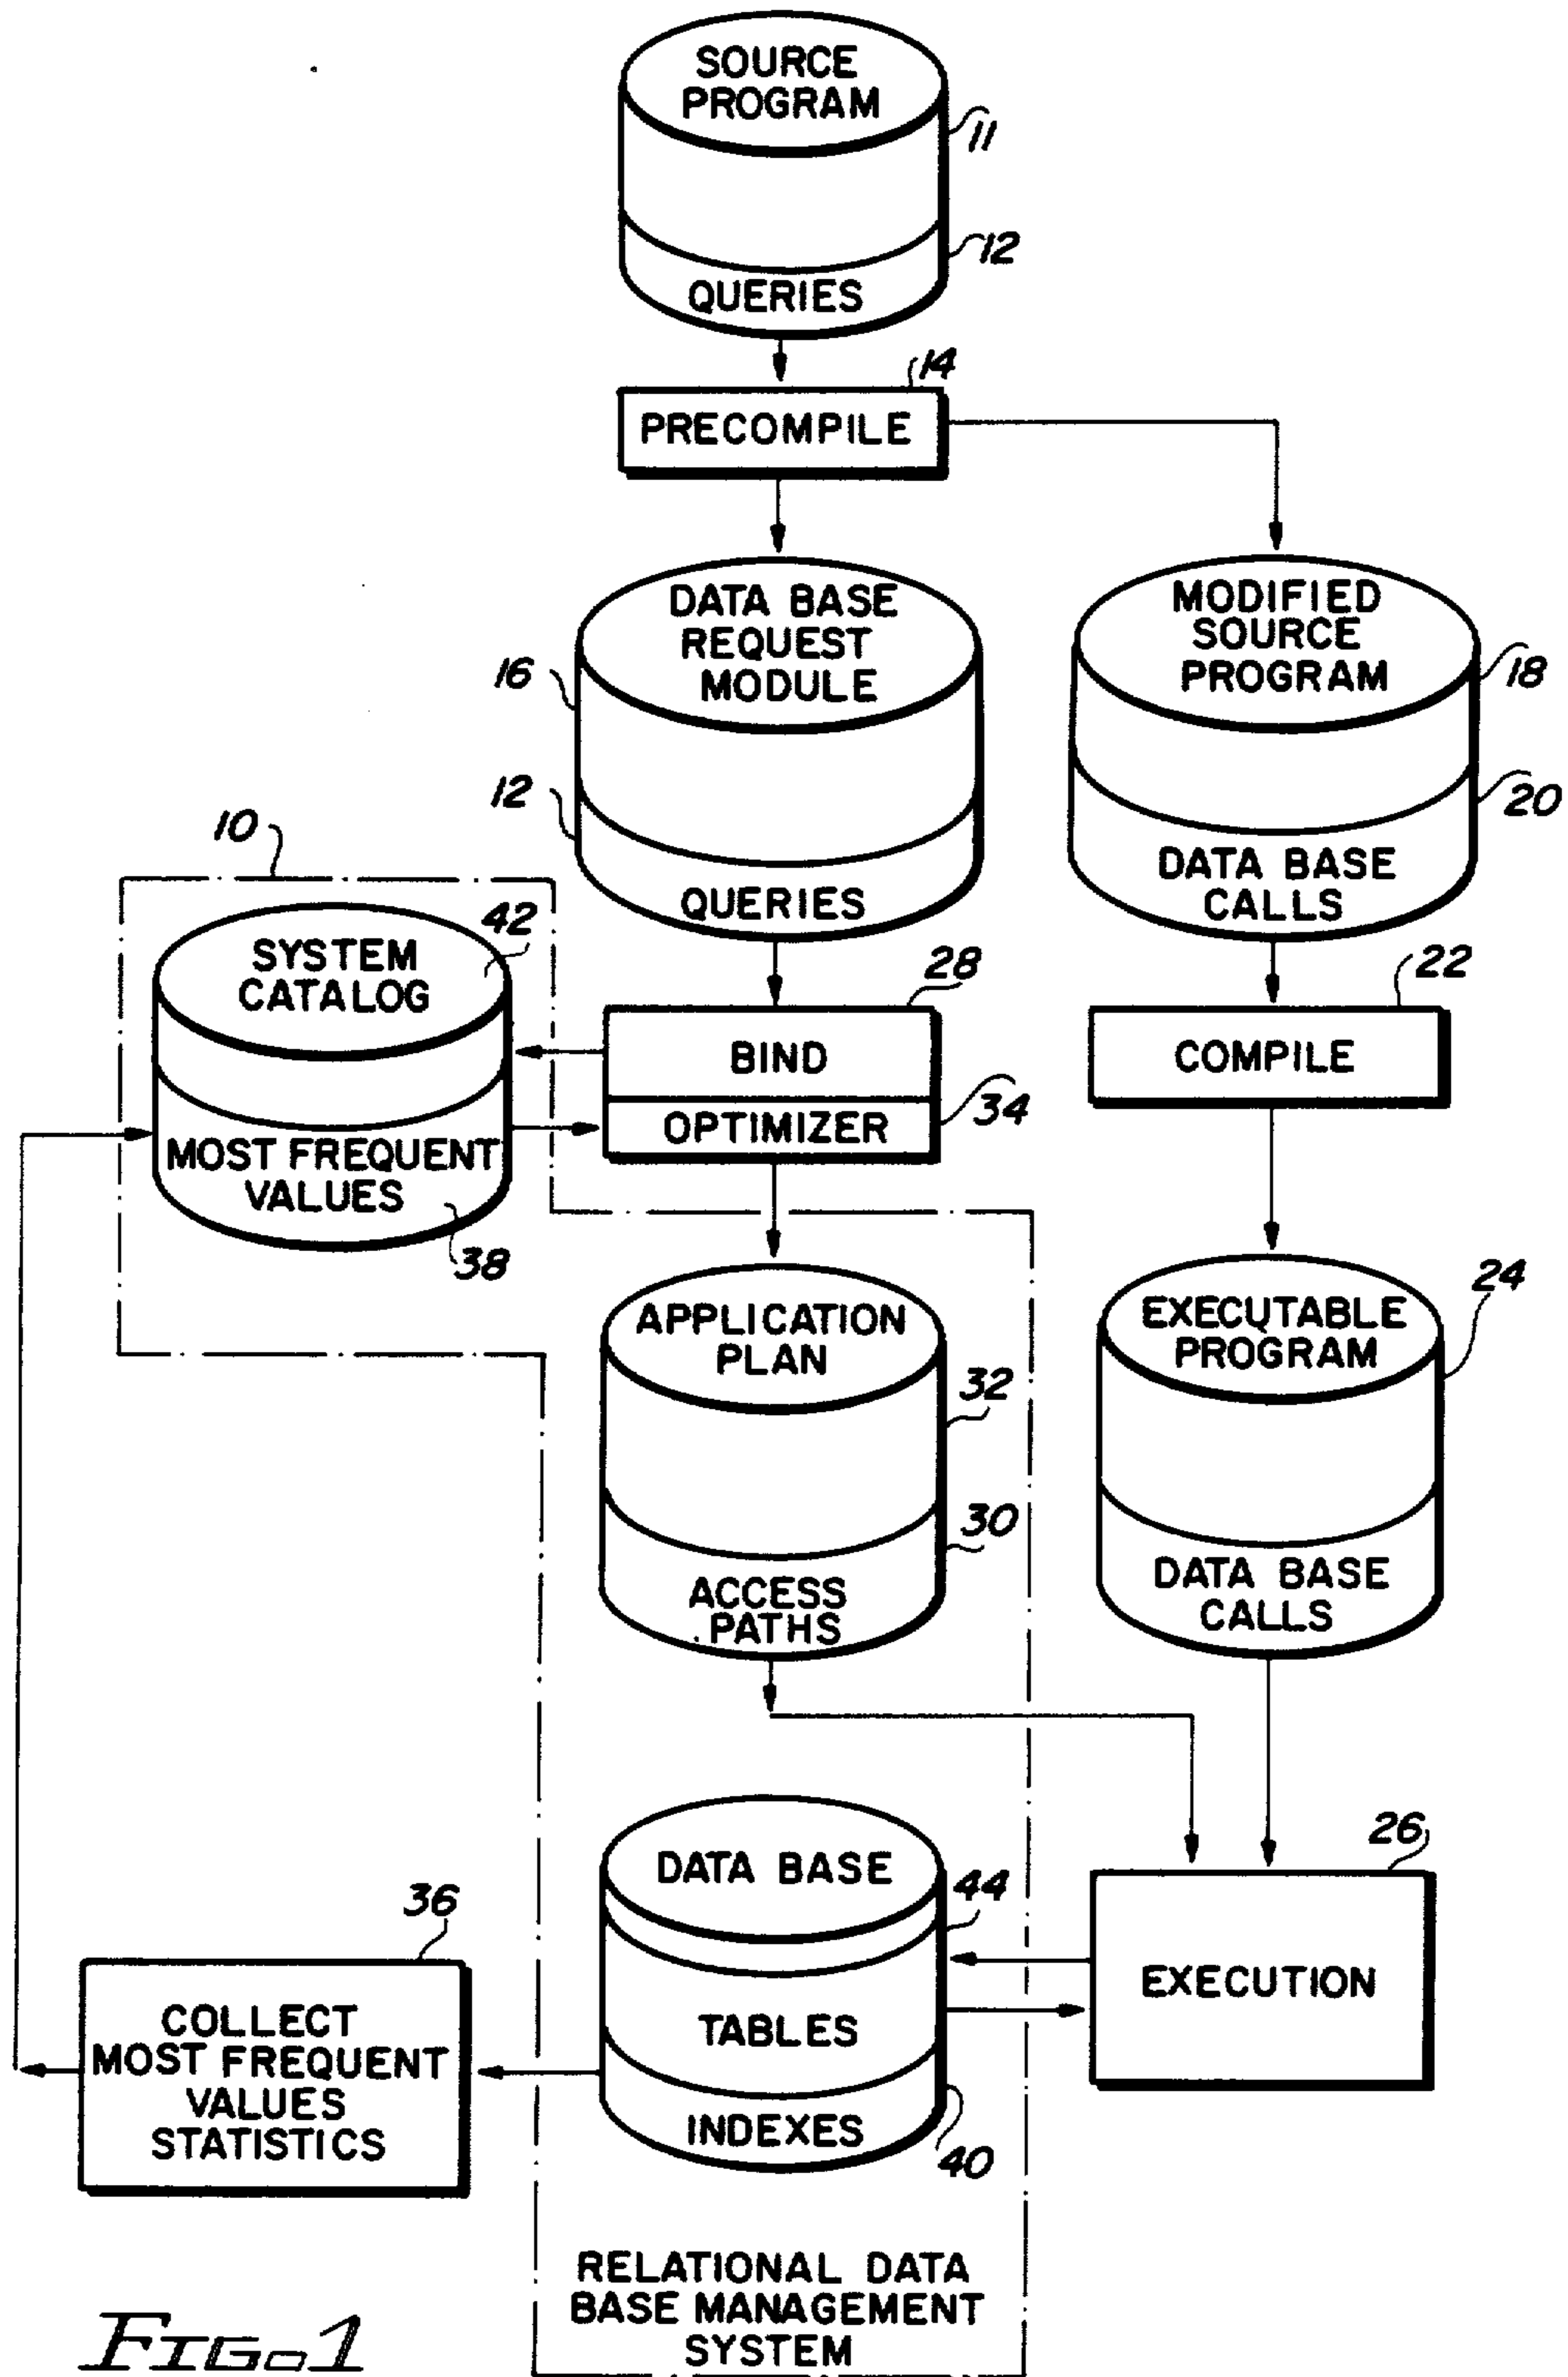 SOURCE
PROGRAM
11
12
QUERIES
14
PRECOMPILE
DATA BASE
REQUEST
MODULE
16
12
QUERIES
MODIFIED
SOURCE
PROGRAM
18
20
DATA BASE
CALLS
10
SYSTEM
CATALOG
42
MOST FREQUENT
VALUES
38
28
BIND
OPTIMIZER
34
22
COMPILE
APPLICATION
PLAN
32
30
ACCESS
PATHS
EXECUTABLE
PROGRAM
24
DATA BASE
CALLS
DATA BASE
44
TABLES
INDEXES
40
26
EXECUTION
36
COLLECT
MOST FREQUENT
VALUES
STATISTICS
RELATIONAL DATA
BASE MANAGEMENT
SYSTEM
FIG. 1